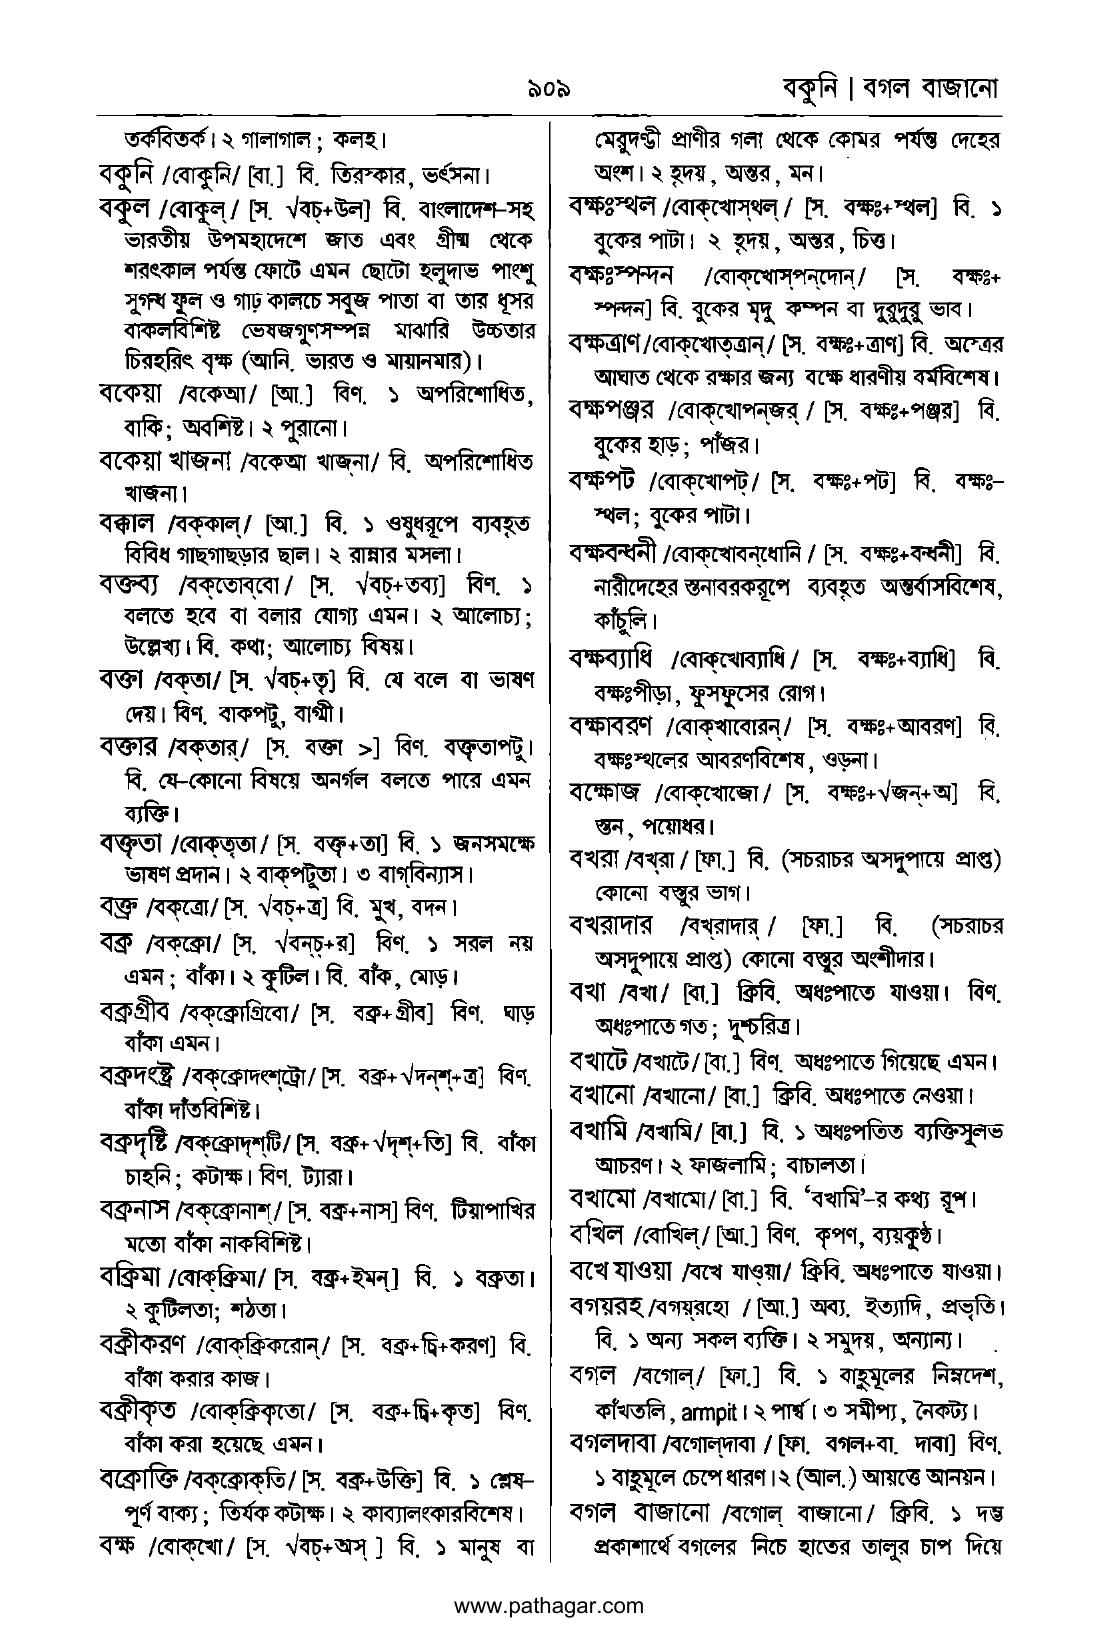 ৯০৯
বকুনি | বগল বাজানো
তর্কবিতর্ক। ২ গালাগাল; কলহ।
বকুনি /বোকুনি/ [বা.] বি. তিরস্কার, ভর্ৎসনা।
বকুল /বোকুল্/ [স. √বচ্+উল] বি. বাংলাদেশ-সহ
ভারতীয় উপমহাদেশে জাত এবং গ্রীষ্ম থেকে
শরৎকাল পর্যন্ত ফোটে এমন ছোটো হলুদাভ পাংশু
সুগন্ধ ফুল ও গাঢ় কালচে সবুজ পাতা বা তার ধূসর
বাকলবিশিষ্ট ভেষজগুণসম্পন্ন মাঝারি উচ্চতার
চিরহরিৎ বৃক্ষ (আনি. ভারত ও মায়ানমার)।
বকেয়া /বকেআ/ [আ.] বিণ. ১ অপরিশোধিত,
বাকি; অবশিষ্ট। ২ পুরানো।
বকেয়া খাজনা /বকেআ খাজ্‌না/ বি. অপরিশোধিত
খাজনা।
বক্কাল /বক্‌কাল্/ [আ.] বি. ১ ওষুধরূপে ব্যবহৃত
বিবিধ গাছগাছড়ার ছাল। ২ রান্নার মসলা।
বক্তব্য /বক্‌তোব্‌বো/ [স. √বচ্+তব্য] বিণ. ১
বলতে হবে বা বলার যোগ্য এমন। ২ আলোচ্য;
উল্লেখ্য। বি. কথা; আলোচ্য বিষয়।
বক্তা /বক্‌তা/ [স. √বচ্+তৃ] বি. যে বলে বা ভাষণ
দেয়। বিণ. বাকপটু, বাগ্মী।
বক্তার /বক্‌তার্/ [স. বক্তা >] বিণ. বক্তৃতাপটু।
বি. যে-কোনো বিষয়ে অনর্গল বলতে পারে এমন
ব্যক্তি।
বক্তৃতা /বোক্‌তৃতা/ [স. বক্তৃ+তা] বি. ১ জনসমক্ষে
ভাষণ প্রদান। ২ বাক্‌পটুতা। ৩ বাগ্‌বিন্যাস।
বক্ত্র /বক্‌ত্রো/ [স. √বচ্+ত্র] বি. মুখ, বদন।
বক্র /বক্‌ক্রো/ [স. √বন্‌চ্+র] বিণ. ১ সরল নয়
এমন; বাঁকা। ২ কুটিল। বি. বাঁক, মোড়।
বক্রগ্রীব /বক্‌ক্রোগ্রিবো/ [স. বক্র+গ্রীব] বিণ. ঘাড়
বাঁকা এমন।
বক্রদংষ্ট্র /বক্‌ক্রোদংশ্‌ট্রো/ [স. বক্র+√দন্‌শ্+ত্র] বিণ.
বাঁকা দাঁতবিশিষ্ট।
বক্রদৃষ্টি /বক্‌ক্রোদৃশ্‌টি/ [স. বক্র+√দৃশ্+তি] বি. বাঁকা
চাহনি; কটাক্ষ। বিণ. ট্যারা।
বক্রনাস /বক্‌ক্রোনাশ্/ [স. বক্র+নাস] বিণ. টিয়াপাখির
মতো বাঁকা নাকবিশিষ্ট।
বক্রিমা /বোক্‌ক্রিমা/ [স. বক্র+ইমন্] বি. ১ বক্রতা।
২ কুটিলতা; শঠতা।
বক্রীকরণ /বোক্‌ক্রিকরোন্/ [স. বক্র+চ্বি+করণ] বি.
বাঁকা করার কাজ।
বক্রীকৃত /বোক্‌ক্রিকৃতো/ [স. বক্র+চ্বি+কৃত] বিণ.
বাঁকা করা হয়েছে এমন।
বক্রোক্তি /বক্‌ক্রোক্‌তি/ [স. বক্র+উক্তি] বি. ১ শ্লেষ-
পূর্ণ বাক্য; তির্যক কটাক্ষ। ২ কাব্যালংকারবিশেষ।
বক্ষ /বোক্‌খো/ [স. √বচ্+অস্ ] বি. ১ মানুষ বা
মেরুদণ্ডী প্রাণীর গলা থেকে কোমর পর্যন্ত দেহের
অংশ। ২ হৃদয়, অন্তর, মন।
বক্ষঃস্থল /বোক্‌খোস্‌থল্/ [স. বক্ষঃ+স্থল] বি. ১
বুকের পাটা। ২ হৃদয়, অন্তর, চিত্ত।
বক্ষঃস্পন্দন /বোক্‌খোস্‌পন্‌দোন্/ [স. বক্ষঃ+
স্পন্দন] বি. বুকের মৃদু কম্পন বা দুরুদুরু ভাব।
বক্ষত্রাণ /বোক্‌খোত্‌ত্রান্/ [স. বক্ষঃ+ত্রাণ] বি. অস্ত্রের
আঘাত থেকে রক্ষার জন্য বক্ষে ধারণীয় বর্মবিশেষ।
বক্ষপঞ্জর /বোক্‌খোপন্‌জর্/ [স. বক্ষঃ+পঞ্জর] বি.
বুকের হাড়; পাঁজর।
বক্ষপট /বোক্‌খোপট্/ [স. বক্ষঃ+পট] বি. বক্ষঃ-
স্থল; বুকের পাটা।
বক্ষবন্ধনী /বোক্‌খোবন্‌ধোনি/ [স. বক্ষঃ+বন্ধনী] বি.
নারীদেহের স্তনাবরকরূপে ব্যবহৃত অন্তর্বাসবিশেষ,
কাঁচুলি।
বক্ষব্যাধি /বোক্‌খোব্যাধি/ [স. বক্ষঃ+ব্যাধি] বি.
বক্ষঃপীড়া, ফুসফুসের রোগ।
বক্ষাবরণ /বোক্‌খাবোরন্/ [স. বক্ষঃ+আবরণ] বি.
বক্ষঃস্থলের আবরণবিশেষ, ওড়না।
বক্ষোজ /বোক্‌খোজো/ [স. বক্ষঃ+√জন্+অ] বি.
স্তন, পয়োধর।
বখরা /বখ্‌রা/ [ফা.] বি. (সচরাচর অসদুপায়ে প্রাপ্ত)
কোনো বস্তুর ভাগ।
বখরাদার /বখ্‌রাদার্/ [ফা.] বি. (সচরাচর
অসদুপায়ে প্রাপ্ত) কোনো বস্তুর অংশীদার।
বখা /বখা/ [বা.] ক্রিবি. অধঃপাতে যাওয়া। বিণ.
অধঃপাতে গত; দুশ্চরিত্র।
বখাটে /বখাটে/ [বা.] বিণ. অধঃপাতে গিয়েছে এমন।
বখানো /বখানো/ [বা.] ক্রিবি. অধঃপাতে নেওয়া।
বখামি /বখামি/ [বা.] বি. ১ অধঃপতিত ব্যক্তিসুলভ
আচরণ। ২ ফাজলামি; বাচালতা।
বখামো /বখামো/ [বা.] বি. ‘বখামি’-র কথ্য রূপ।
বখিল /বোখিল্/ [আ.] বিণ. কৃপণ, ব্যয়কুণ্ঠ।
বখে যাওয়া /বখে যাওয়া/ ক্রিবি. অধঃপাতে যাওয়া।
বগয়রহ /বগয়্‌রহো / [আ.] অব্য. ইত্যাদি, প্রভৃতি।
বি. ১ অন্য সকল ব্যক্তি। ২ সমুদয়, অন্যান্য।
বগল /বগোল্/ [ফা.] বি. ১ বাহুমূলের নিম্নদেশ,
কাঁখতলি, armpit। ২ পার্শ্ব। ৩ সমীপ্য, নৈকট্য।
বগলদাবা /বগোল্‌দাবা / [ফা. বগল+বা. দাবা] বিণ.
১ বাহুমূলে চেপে ধারণ। ২ (আল.) আয়ত্তে আনয়ন।
বগল বাজানো /বগোল্ বাজানো/ ক্রিবি. ১ দম্ভ
প্রকাশার্থে বগলের নিচে হাতের তালুর চাপ দিয়ে
www.pathagar.com